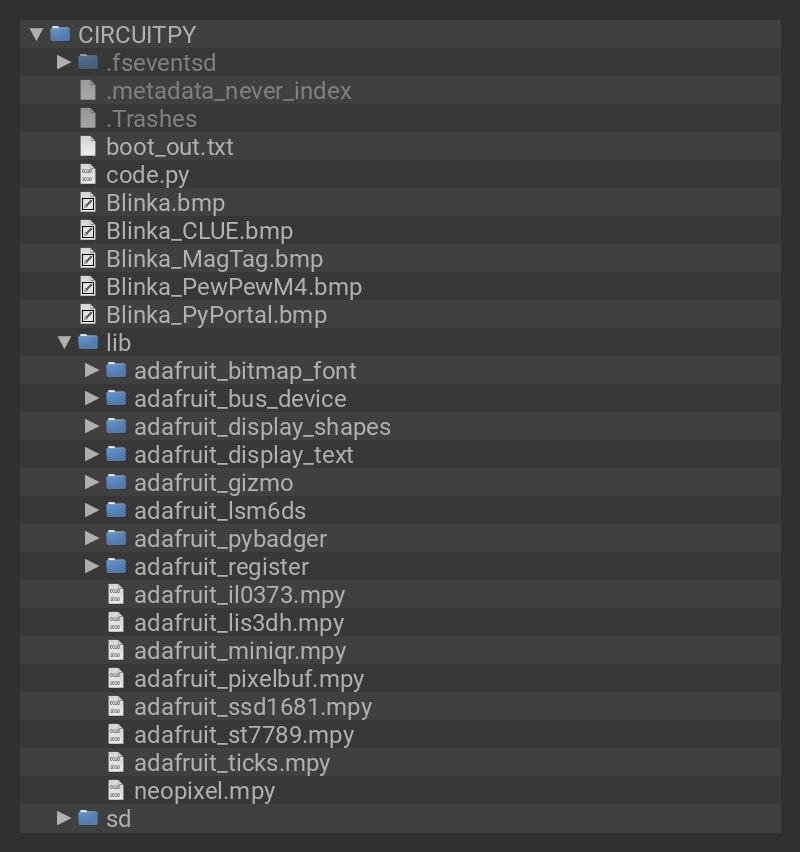 CIRCUITPY
.fseventsd
.metadata_never_index
.Trashes
boot_out.txt
code.py
Blinka.bmp
Blinka_CLUE.bmp
Blinka_MagTag.bmp
Blinka_PewPewM4.bmp
Blinka_PyPortal.bmp
lib
adafruit_bitmap_font
adafruit_bus_device
adafruit_display_shapes
adafruit_display_text
adafruit_gizmo
adafruit_lsm6ds
adafruit_pybadger
adafruit_register
adafruit_il0373.mpy
adafruit_lis3dh.mpy
adafruit_miniqr.mpy
adafruit_pixelbuf.mpy
adafruit_ssd1681.mpy
adafruit_st7789.mpy
adafruit_ticks.mpy
neopixel.mpy
sd